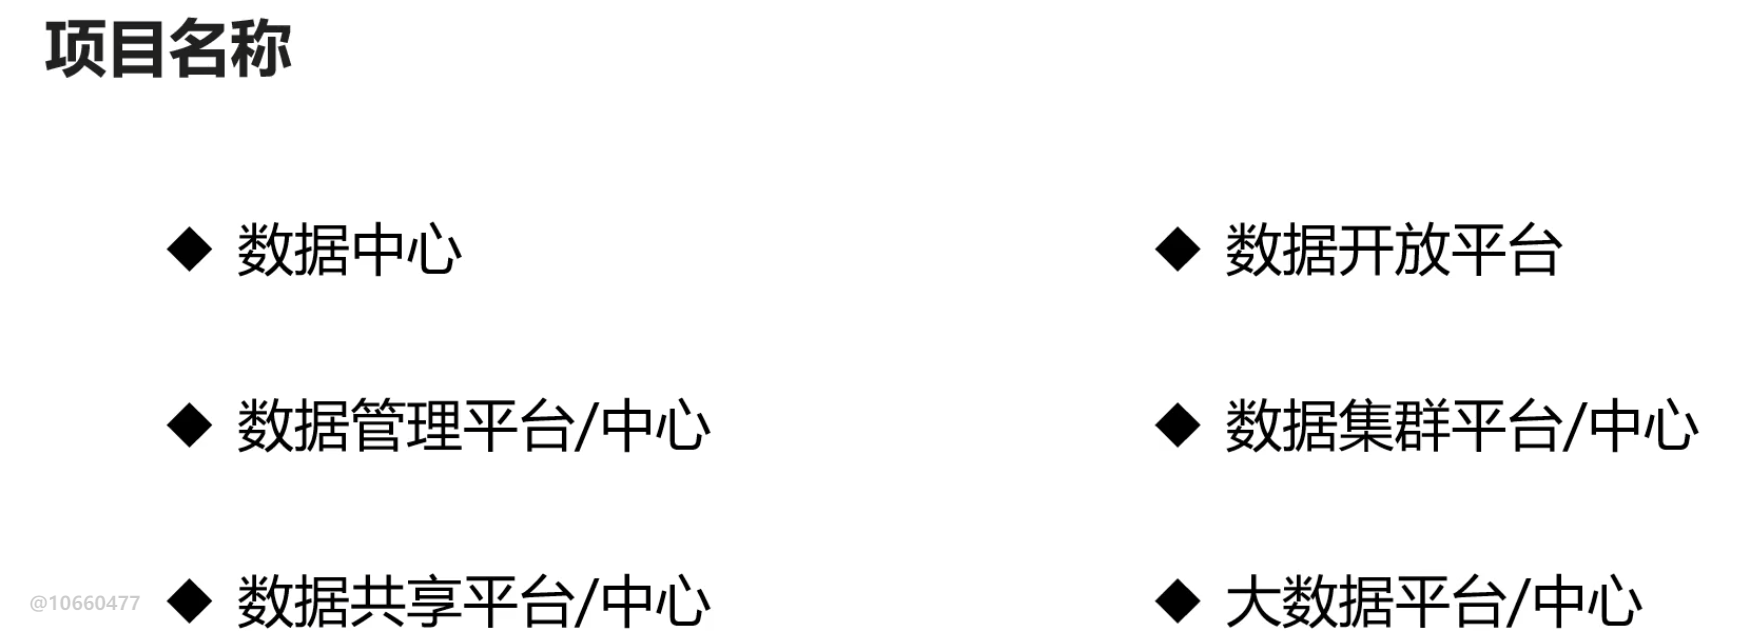 项目名称
◆ 数据中心
◆ 数据开放平台
◆ 数据管理平台/中心
◆ 数据集群平台/中心
@10660477
◆ 数据共享平台/中心
◆ 大数据平台/中心